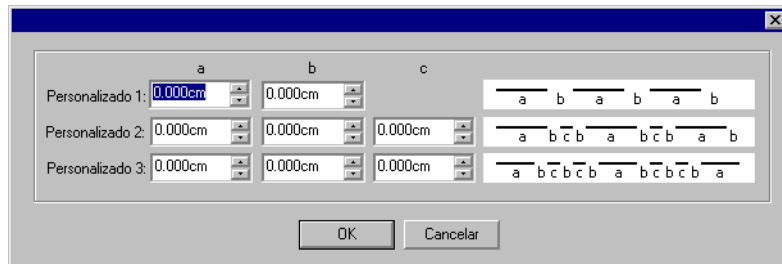 a b c
Personalizado 1: 0.000cm 0.000cm a b a b a b
Personalizado 2: 0.000cm 0.000cm 0.000cm a b c b a b c b a b
Personalizado 3: 0.000cm 0.000cm 0.000cm a b c b c b a b c b c b a
OK Cancelar